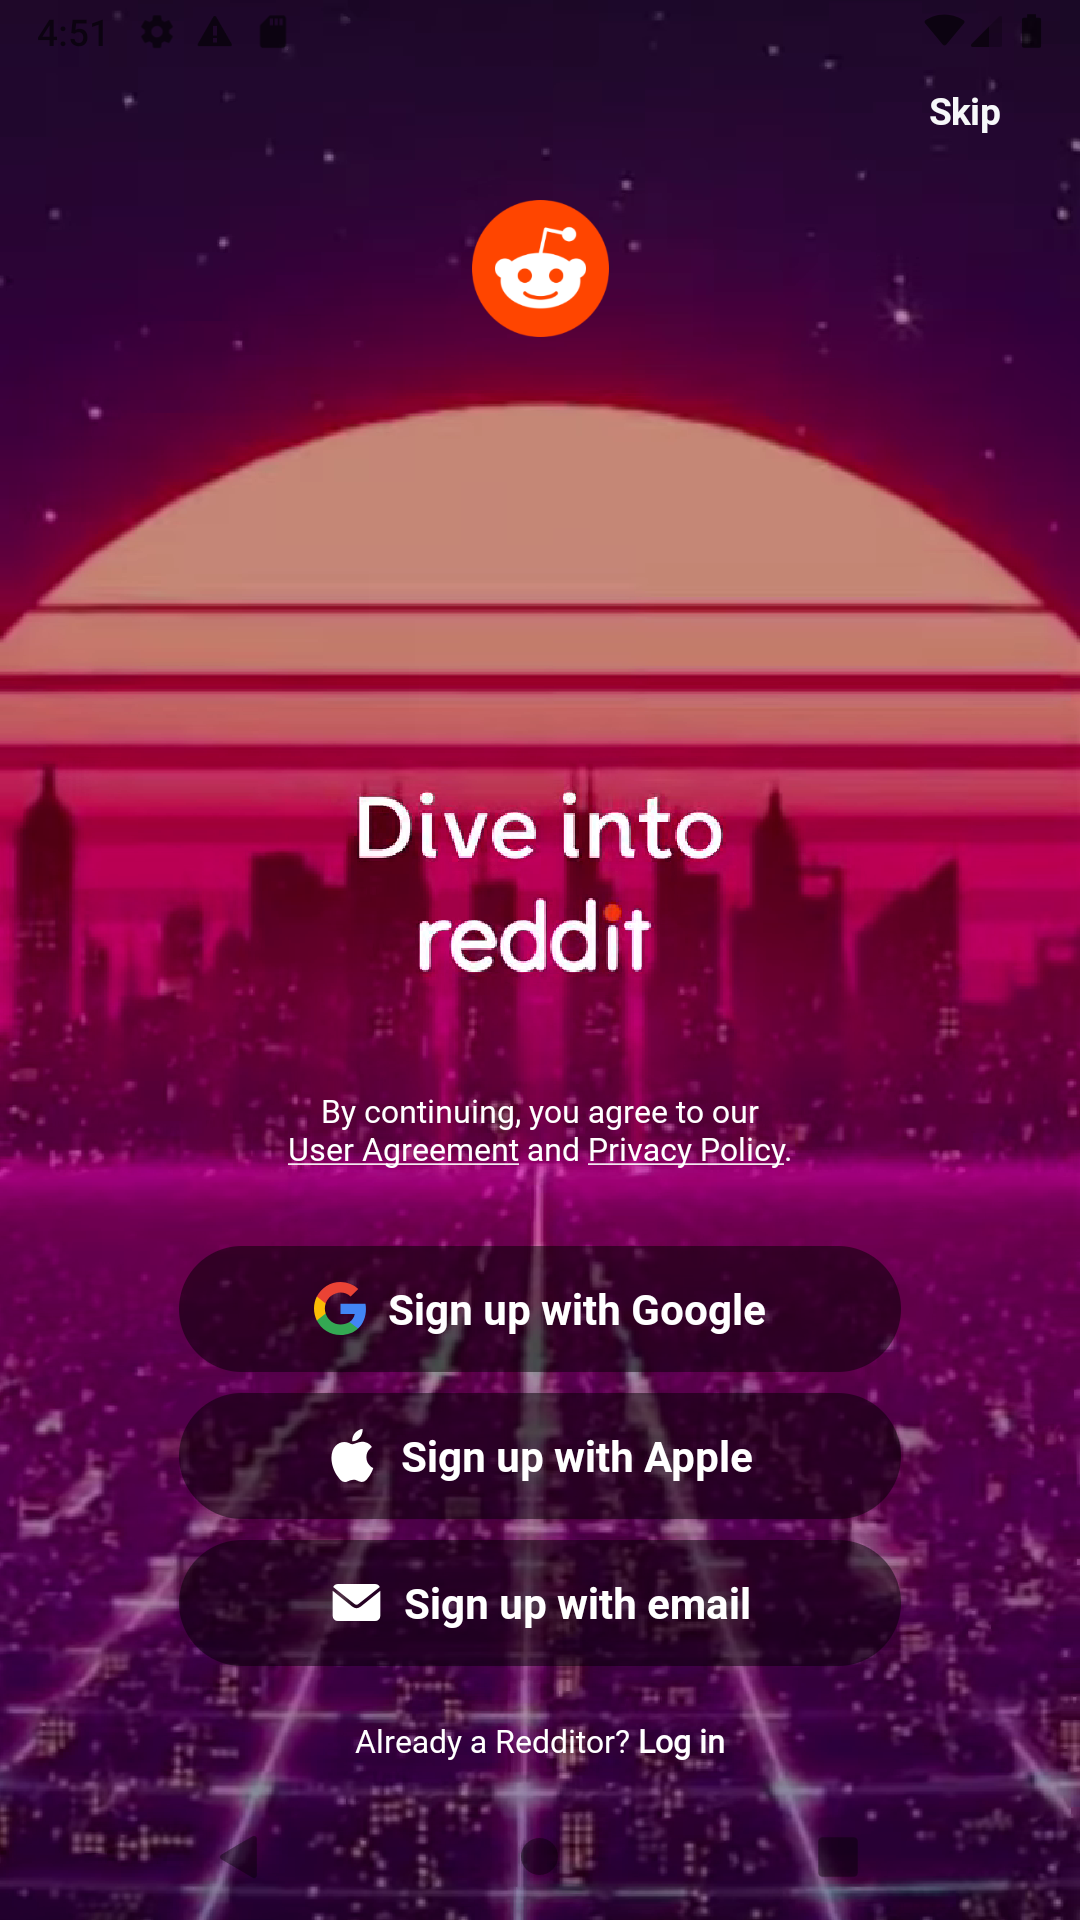 4:51
Skip
Dive into
reddit
By continuing, you agree to our
User Agreement and Privacy Policy.
Sign up with Google
Sign up with Apple
Sign up with email
Already a Redditor? Log in